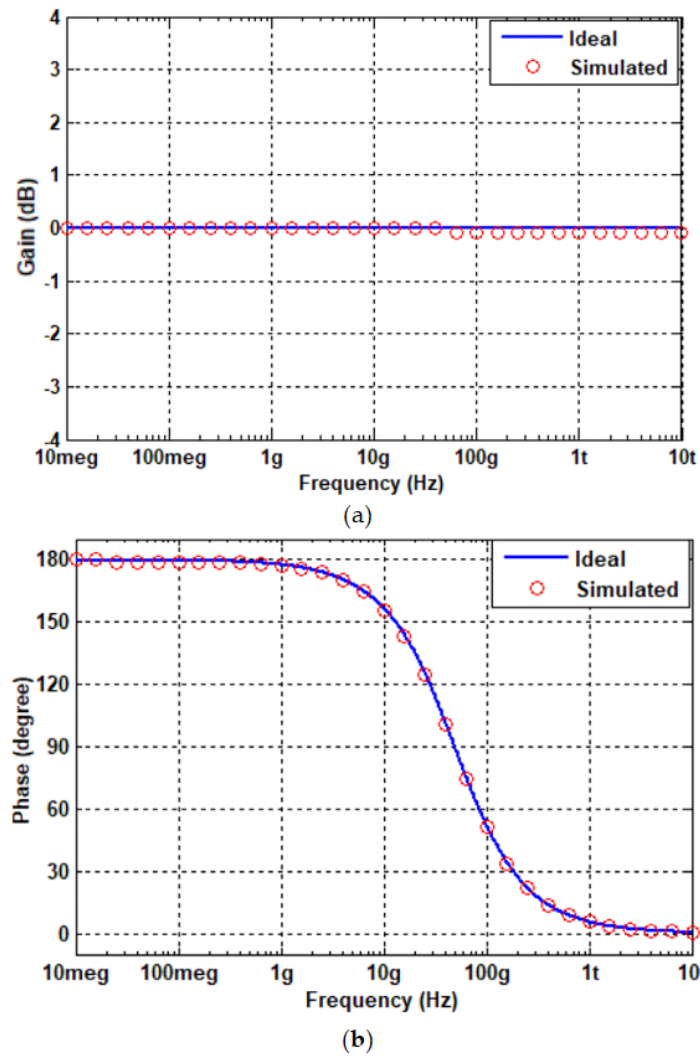 4
3
2
1
0
-1
-2
-3
-4
Gain (dB)
Ideal
Simulated
10meg 100meg 1g 10g 100g 1t 10t
Frequency (Hz)
(a)
180
150
120
90
60
30
0
Phase (degree)
Ideal
Simulated
10meg 100meg 1g 10g 100g 1t 10
Frequency (Hz)
(b)